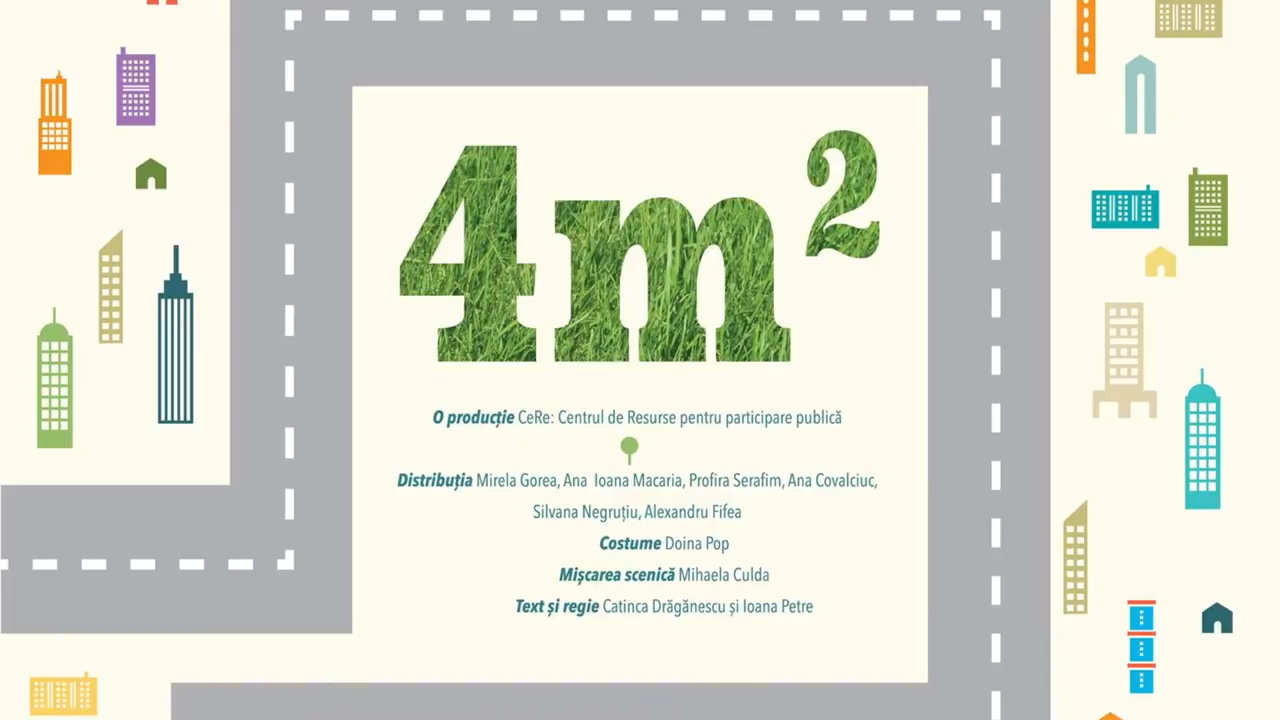 4m²
O producție CeRe: Centrul de Resurse pentru participare publică
Distribuția Mirela Gorea, Ana Ioana Macaria, Profira Serafim, Ana Covalciuc,
Silvana Negruțiu, Alexandru Fifea
Costume Doina Pop
Mișcarea scenică Mihaela Culda
Text și regie Catinca Drăgănescu și Ioana Petre